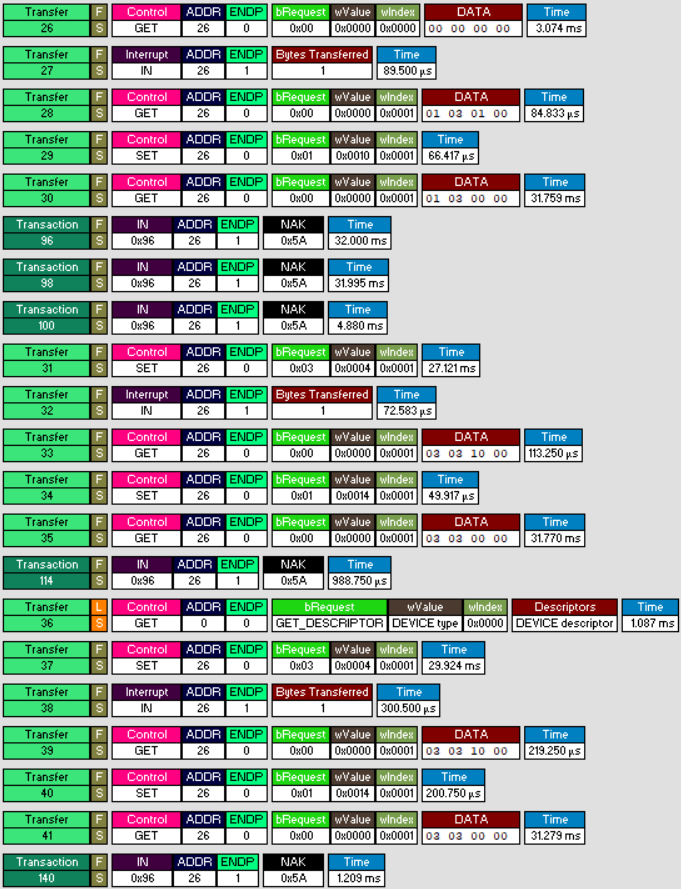 Transfer F Control ADDR ENDP bRequest wValue wIndex DATA Time
26 S GET 26 0 0x00 0x0000 0x0000 00 00 00 00 3.074 ms
Transfer F Interrupt ADDR ENDP Bytes Transferred Time
27 S IN 26 1 1 89.500 µs
Transfer F Control ADDR ENDP bRequest wValue wIndex DATA Time
28 S GET 26 0 0x00 0x0000 0x0001 01 03 01 00 84.833 µs
Transfer F Control ADDR ENDP bRequest wValue wIndex Time
29 S SET 26 0 0x01 0x0010 0x0001 66.417 µs
Transfer F Control ADDR ENDP bRequest wValue wIndex DATA Time
30 S GET 26 0 0x00 0x0000 0x0001 01 03 00 00 31.759 ms
Transaction F IN ADDR ENDP NAK Time
96 S 0x96 26 1 0x5A 32.000 ms
Transaction F IN ADDR ENDP NAK Time
98 S 0x96 26 1 0x5A 31.995 ms
Transaction F IN ADDR ENDP NAK Time
100 S 0x96 26 1 0x5A 4.880 ms
Transfer F Control ADDR ENDP bRequest wValue wIndex Time
31 S SET 26 0 0x03 0x0004 0x0001 27.121 ms
Transfer F Interrupt ADDR ENDP Bytes Transferred Time
32 S IN 26 1 1 72.583 µs
Transfer F Control ADDR ENDP bRequest wValue wIndex DATA Time
33 S GET 26 0 0x00 0x0000 0x0001 03 03 10 00 113.250 µs
Transfer F Control ADDR ENDP bRequest wValue wIndex Time
34 S SET 26 0 0x01 0x0014 0x0001 49.917 µs
Transfer F Control ADDR ENDP bRequest wValue wIndex DATA Time
35 S GET 26 0 0x00 0x0000 0x0001 03 03 00 00 31.770 ms
Transaction F IN ADDR ENDP NAK Time
114 S 0x96 26 1 0x5A 988.750 µs
Transfer L Control ADDR ENDP bRequest wValue wIndex Descriptors Time
36 S GET 0 0 GET_DESCRIPTOR DEVICE type 0x0000 DEVICE descriptor 1.087 ms
Transfer F Control ADDR ENDP bRequest wValue wIndex Time
37 S SET 26 0 0x03 0x0004 0x0001 29.924 ms
Transfer F Interrupt ADDR ENDP Bytes Transferred Time
38 S IN 26 1 1 300.500 µs
Transfer F Control ADDR ENDP bRequest wValue wIndex DATA Time
39 S GET 26 0 0x00 0x0000 0x0001 03 03 10 00 219.250 µs
Transfer F Control ADDR ENDP bRequest wValue wIndex Time
40 S SET 26 0 0x01 0x0014 0x0001 200.750 µs
Transfer F Control ADDR ENDP bRequest wValue wIndex DATA Time
41 S GET 26 0 0x00 0x0000 0x0001 03 03 00 00 31.279 ms
Transaction F IN ADDR ENDP NAK Time
140 S 0x96 26 1 0x5A 1.209 ms